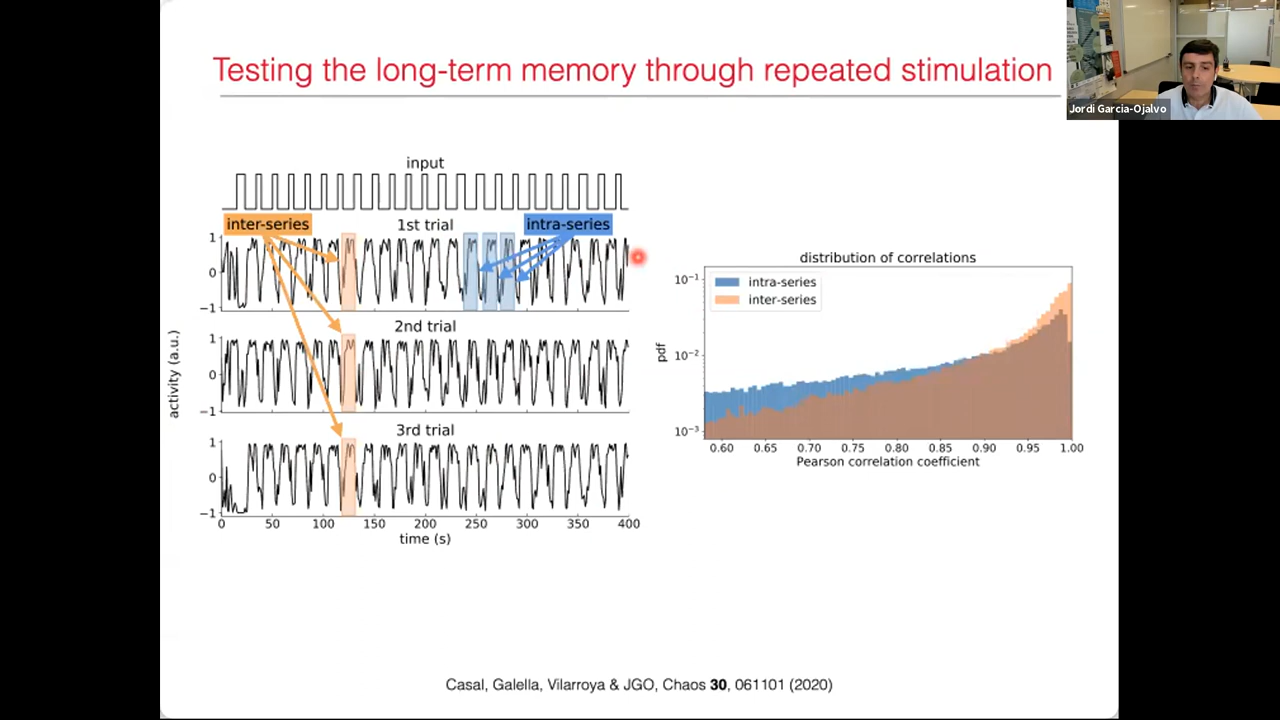 Testing the long-term memory through repeated stimulation
Jordi Garcia-Ojalvo
input
inter-series
1st trial
intra-series
1
0
−1
2nd trial
1
0
−1
3rd trial
1
0
−1
activity (a.u.)
0 50 100 150 200 250 300 350 400
time (s)
distribution of correlations
intra-series
inter-series
10⁻¹
10⁻²
10⁻³
pdf
0.60 0.65 0.70 0.75 0.80 0.85 0.90 0.95 1.00
Pearson correlation coefficient
Casal, Galella, Vilarroya & JGO, Chaos 30, 061101 (2020)